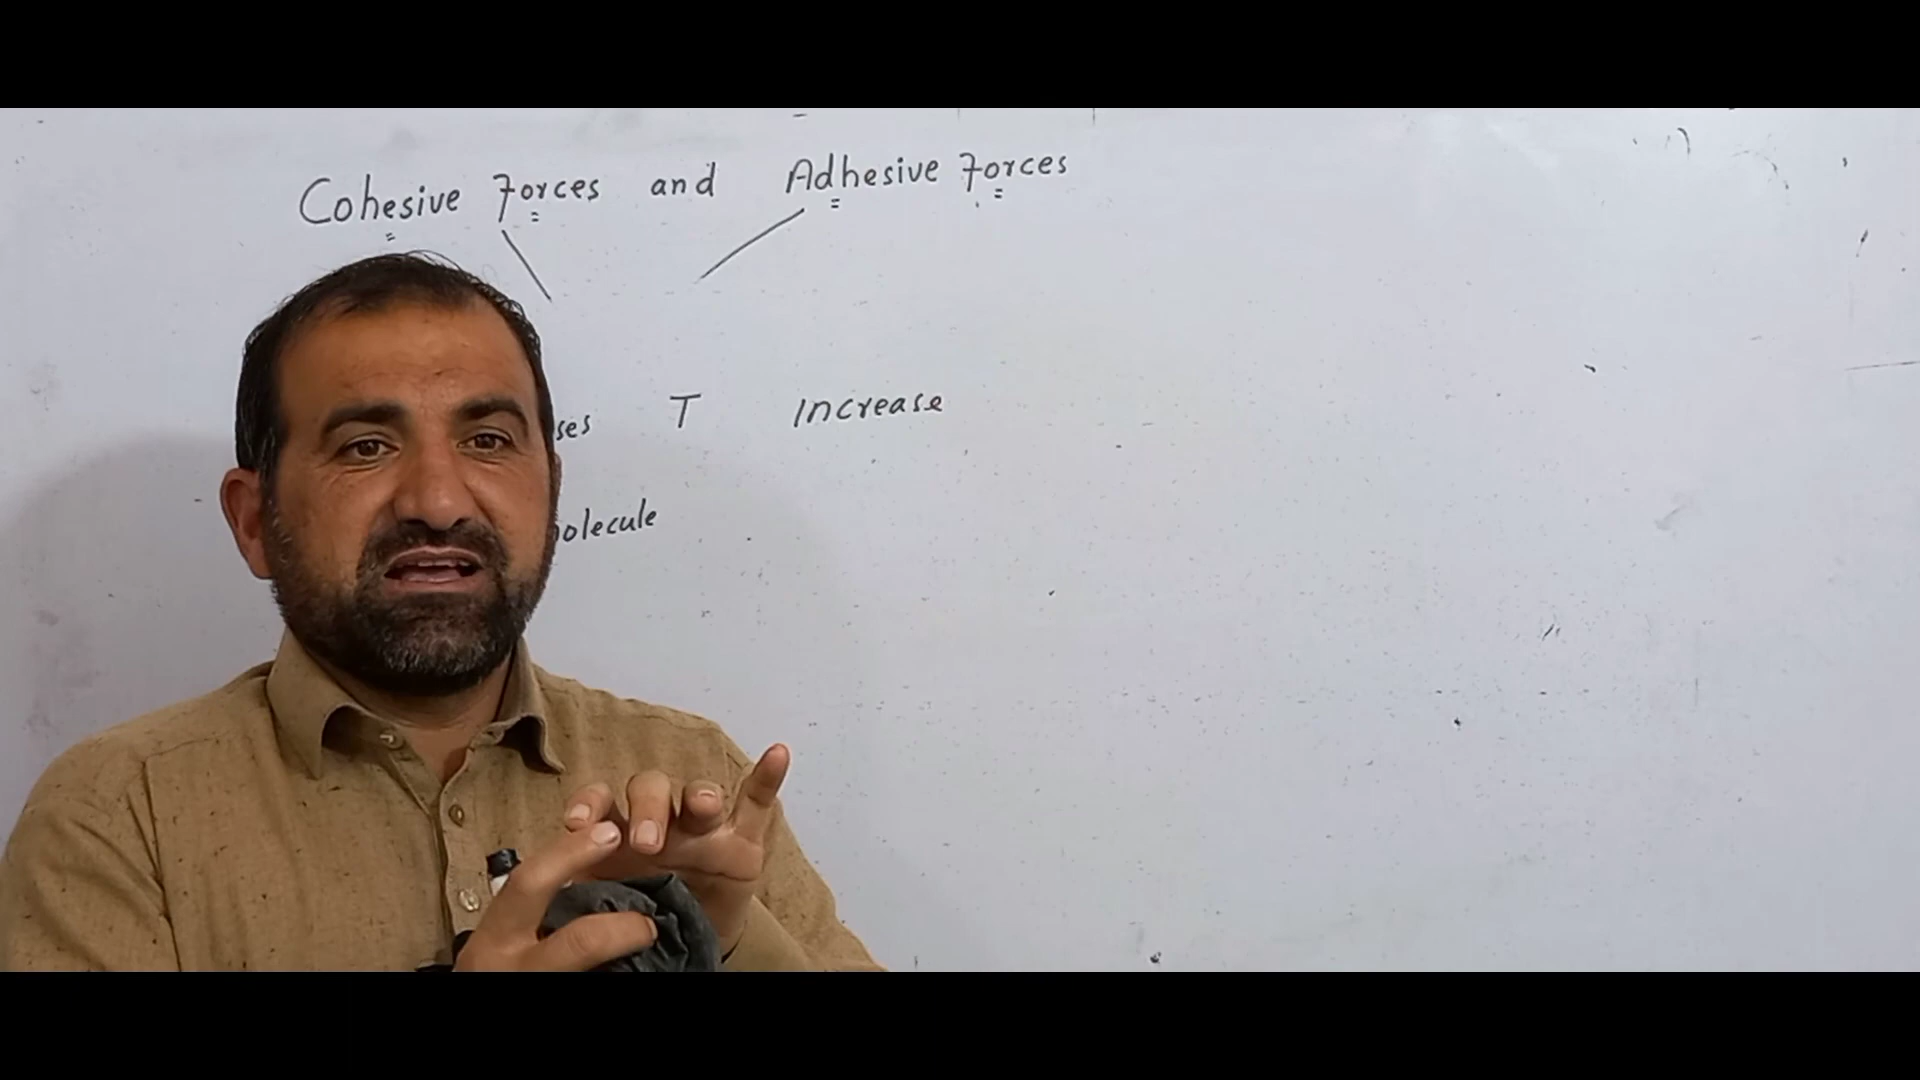 Cohesive Forces and Adhesive Forces
ses T increase
olecule